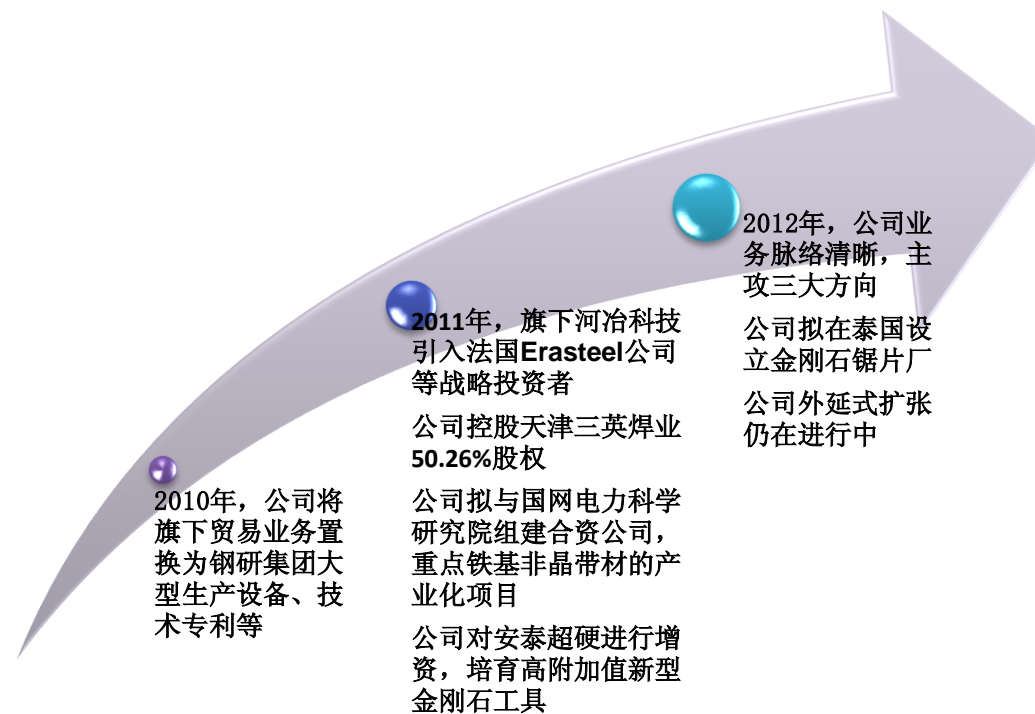 2010年，公司将
旗下贸易业务置
换为钢研集团大
型生产设备、技
术专利等
2011年，旗下河冶科技
引入法国Erasteel公司
等战略投资者
公司控股天津三英焊业
50.26%股权
公司拟与国网电力科学
研究院组建合资公司，
重点铁基非晶带材的产
业化项目
公司对安泰超硬进行增
资，培育高附加值新型
金刚石工具
2012年，公司业
务脉络清晰，主
攻三大方向
公司拟在泰国设
立金刚石锯片厂
公司外延式扩张
仍在进行中